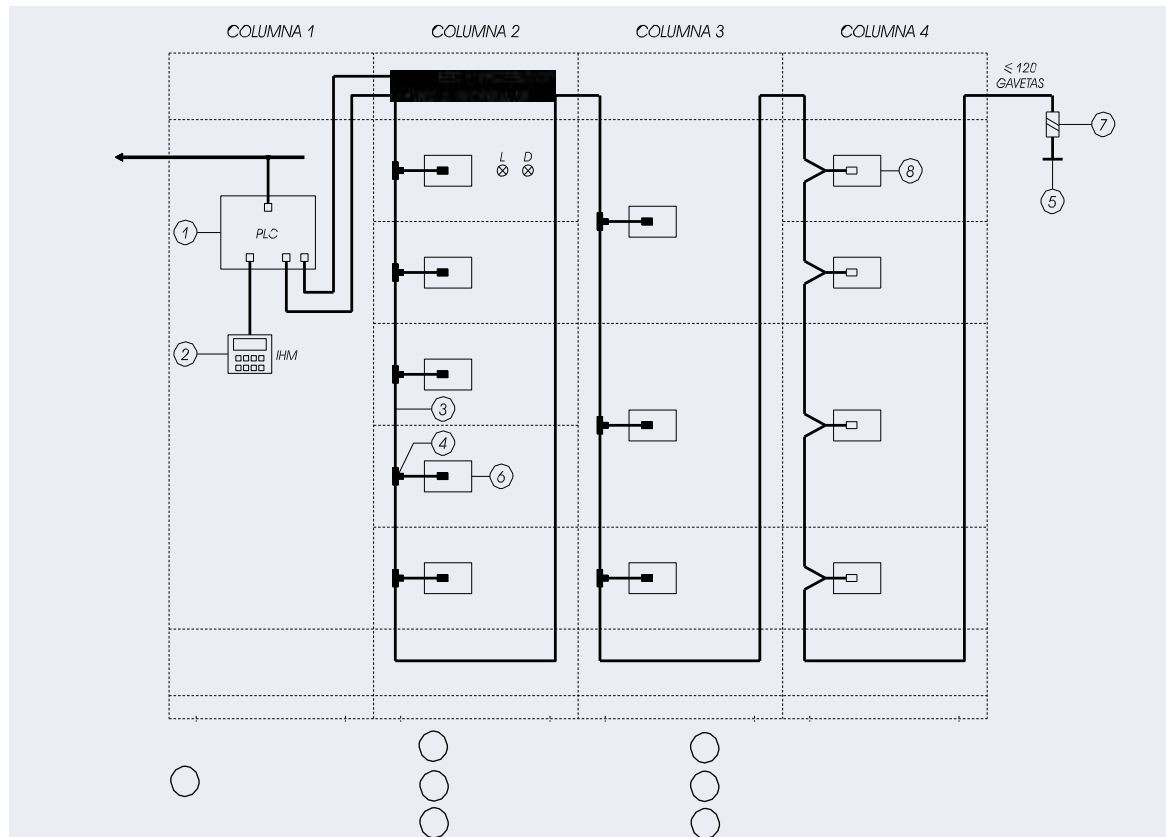 COLUMNA 1
COLUMNA 2
COLUMNA 3
COLUMNA 4
≤ 120
GAVETAS
7
L D
8
5
1
PLC
2
IHM
3
4
6